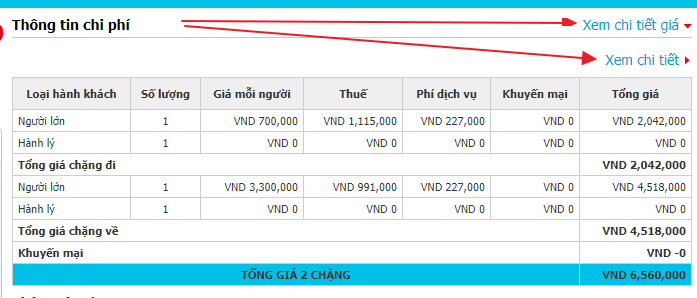 Thông tin chi phí Xem chi tiết giá
Xem chi tiết
Loại hành khách Số lượng Giá mỗi người Thuế Phí dịch vụ Khuyến mại Tổng giá
Người lớn 1 VND 700,000 VND 1,115,000 VND 227,000 VND 0 VND 2,042,000
Hành lý 1 VND 0 VND 0 VND 0 VND 0 VND 0
Tổng giá chặng đi VND 2,042,000
Người lớn 1 VND 3,300,000 VND 991,000 VND 227,000 VND 0 VND 4,518,000
Hành lý 1 VND 0 VND 0 VND 0 VND 0 VND 0
Tổng giá chặng về VND 4,518,000
Khuyến mại VND -0
TỔNG GIÁ 2 CHẶNG VND 6,560,000